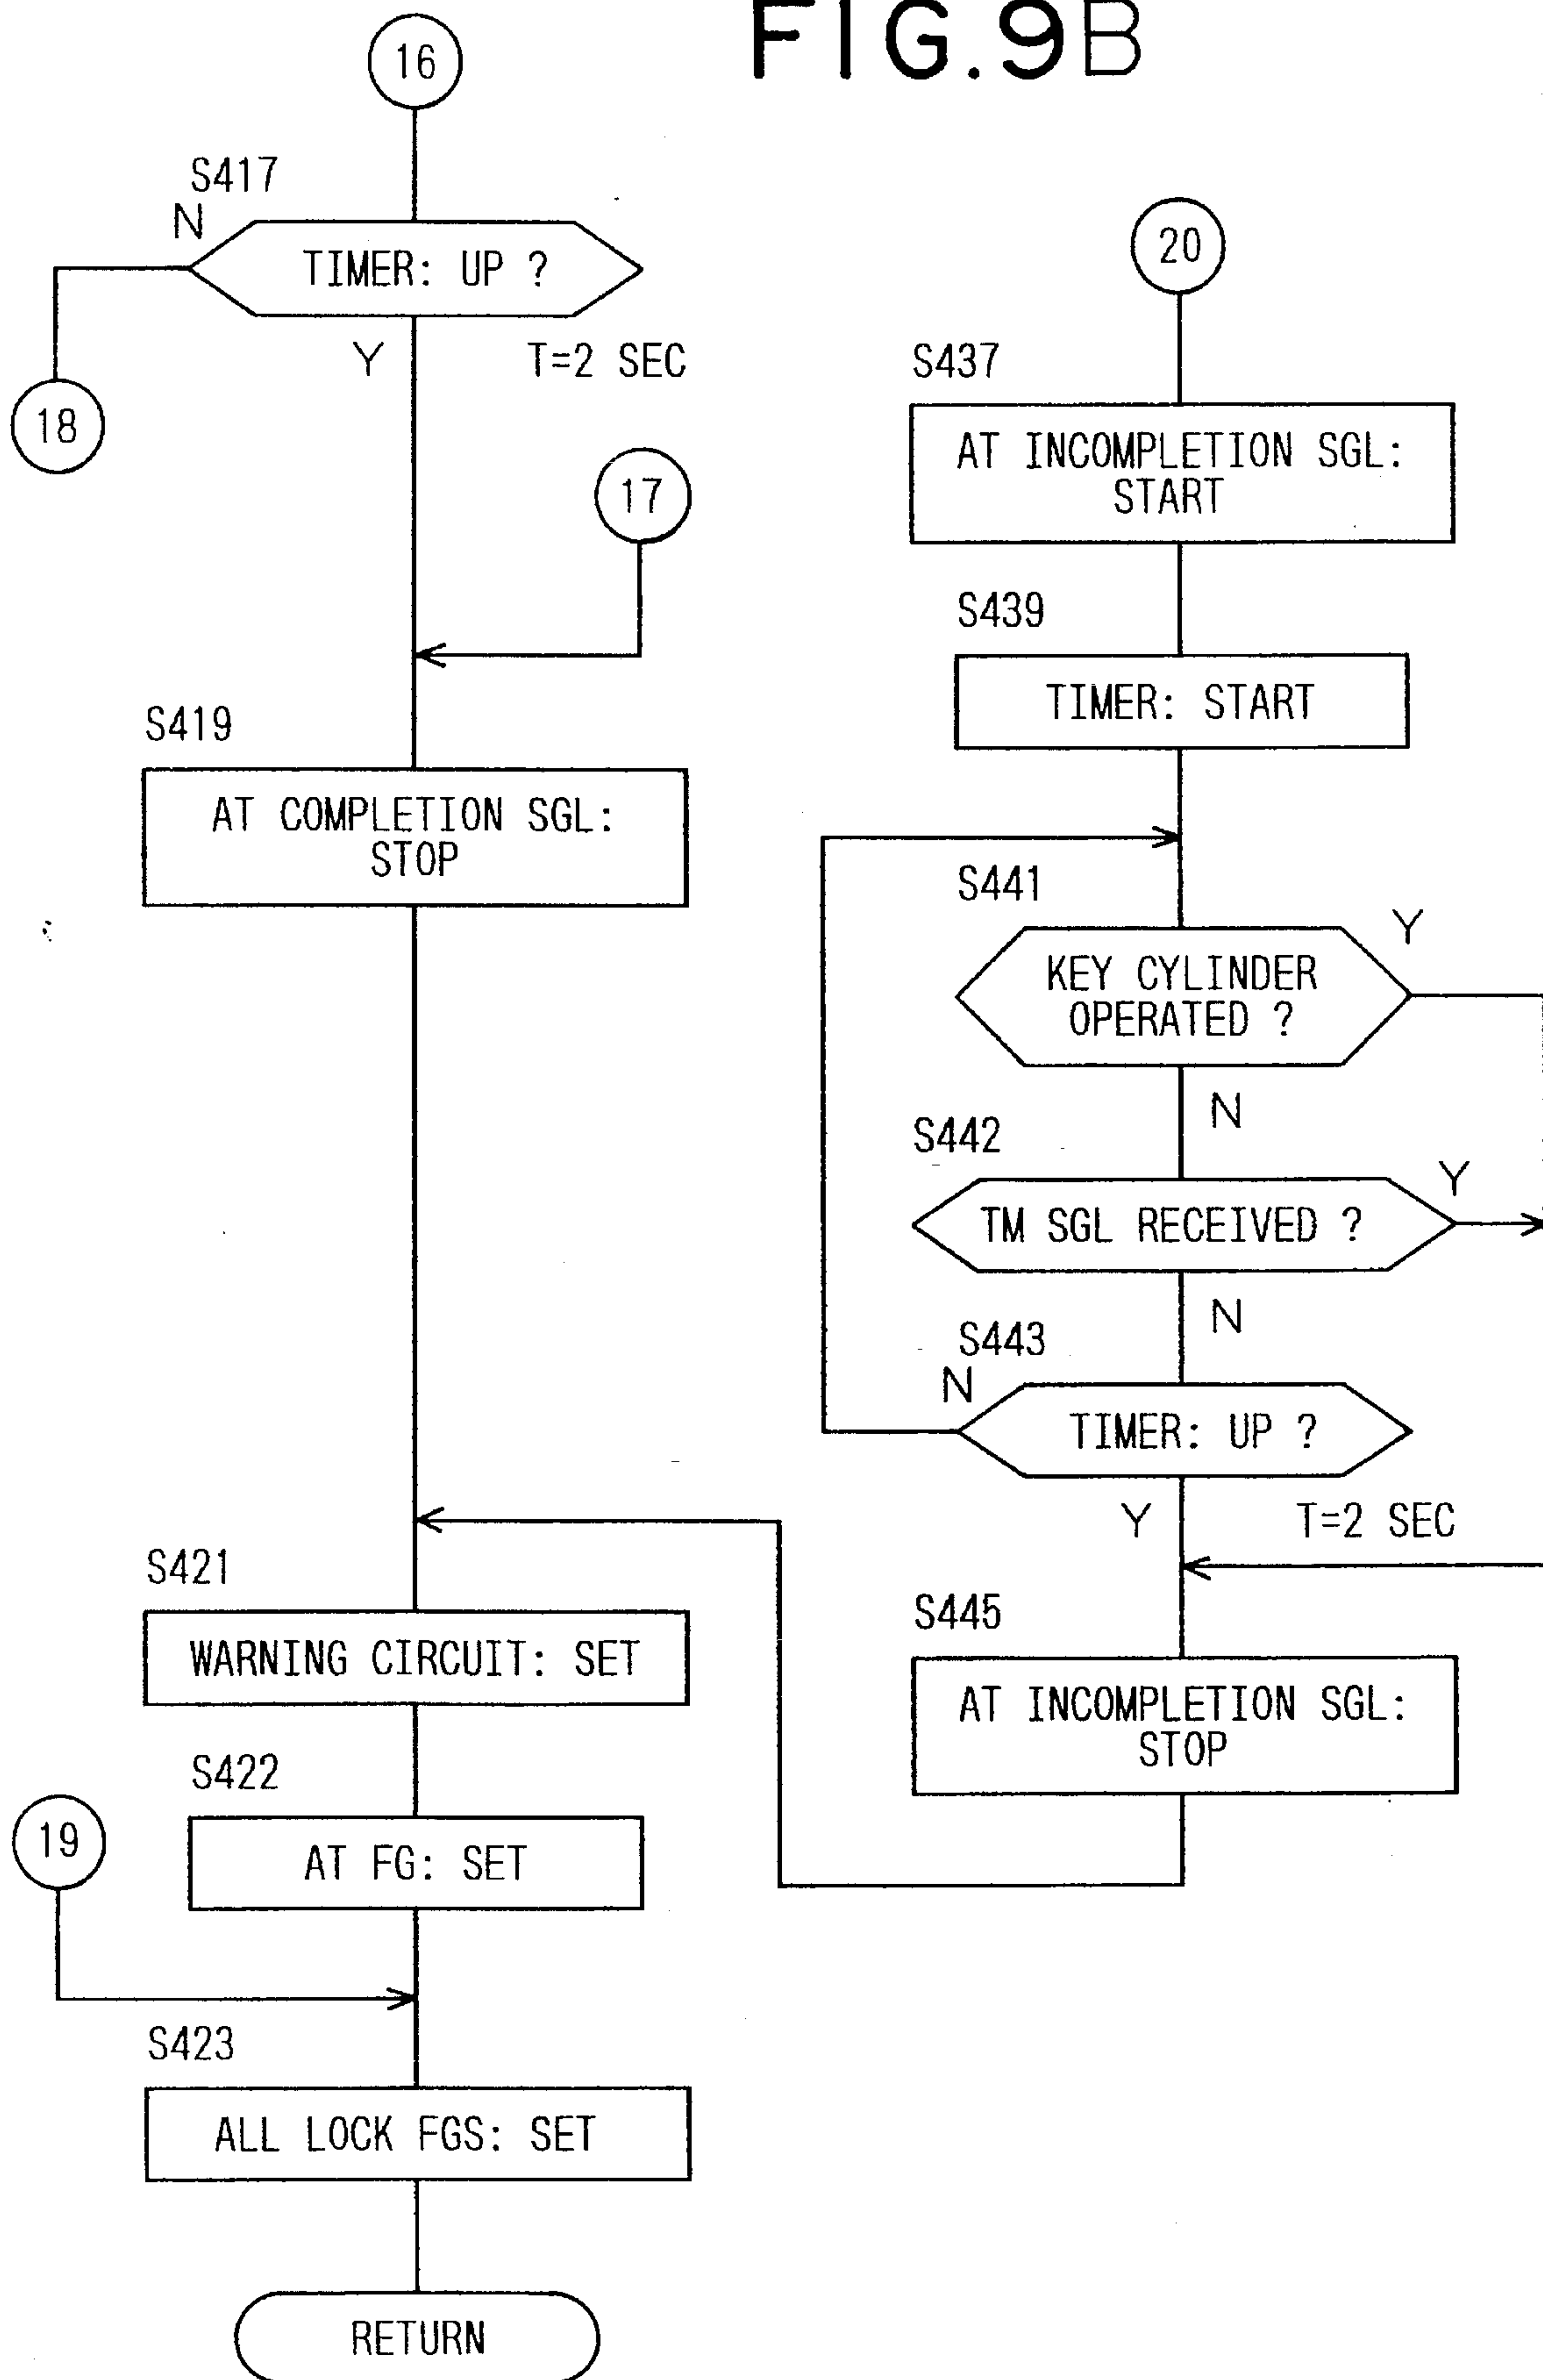 FIG.9B
16
S417
N
TIMER: UP ?
Y
T=2 SEC
18
17
S419
AT COMPLETION SGL:
STOP
S421
WARNING CIRCUIT: SET
S422
AT FG: SET
19
S423
ALL LOCK FGS: SET
RETURN
20
S437
AT INCOMPLETION SGL:
START
S439
TIMER: START
S441
Y
KEY CYLINDER
OPERATED ?
N
S442
Y
TM SGL RECEIVED ?
N
S443
N
TIMER: UP ?
Y
T=2 SEC
S445
AT INCOMPLETION SGL:
STOP